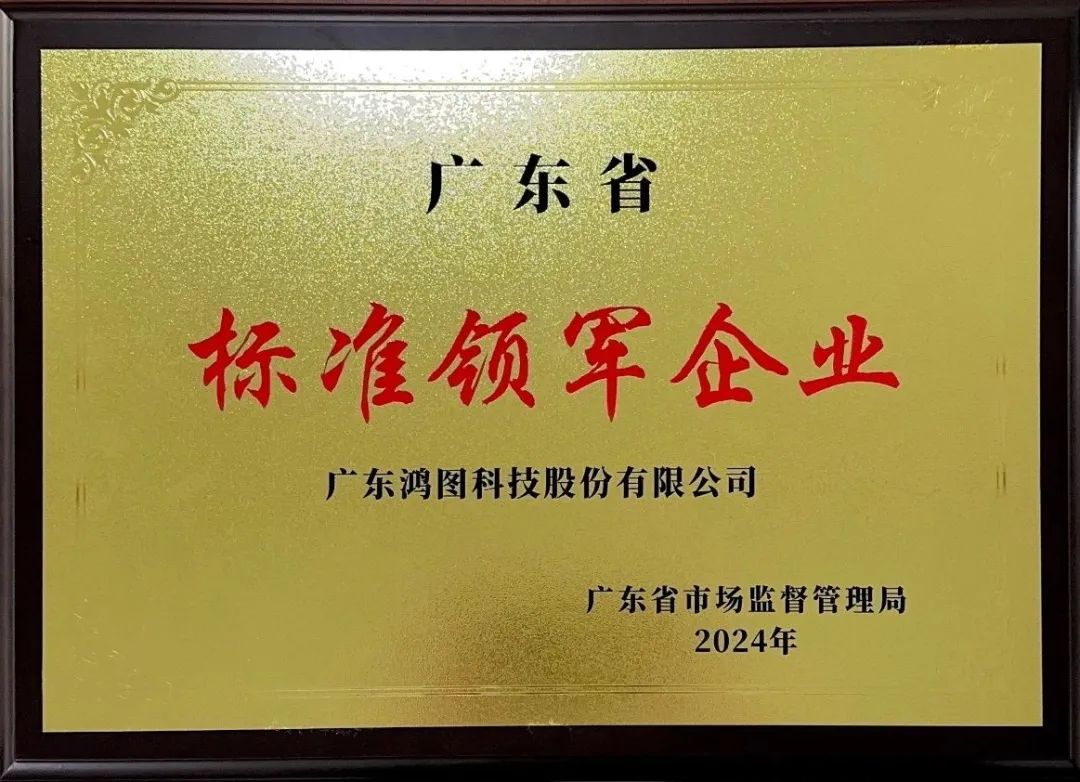 广东省
标准领军企业
广东鸿图科技股份有限公司
广东省市场监督管理局
2024年